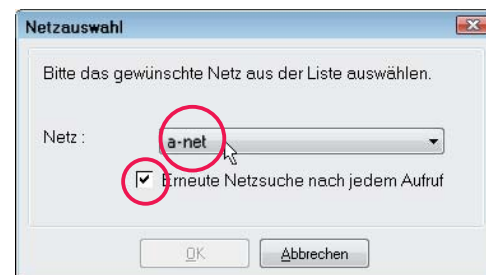 Netzauswahl
Bitte das gewünschte Netz aus der Liste auswählen.
Netz :
a-net
Erneute Netzsuche nach jedem Aufruf
OK
Abbrechen